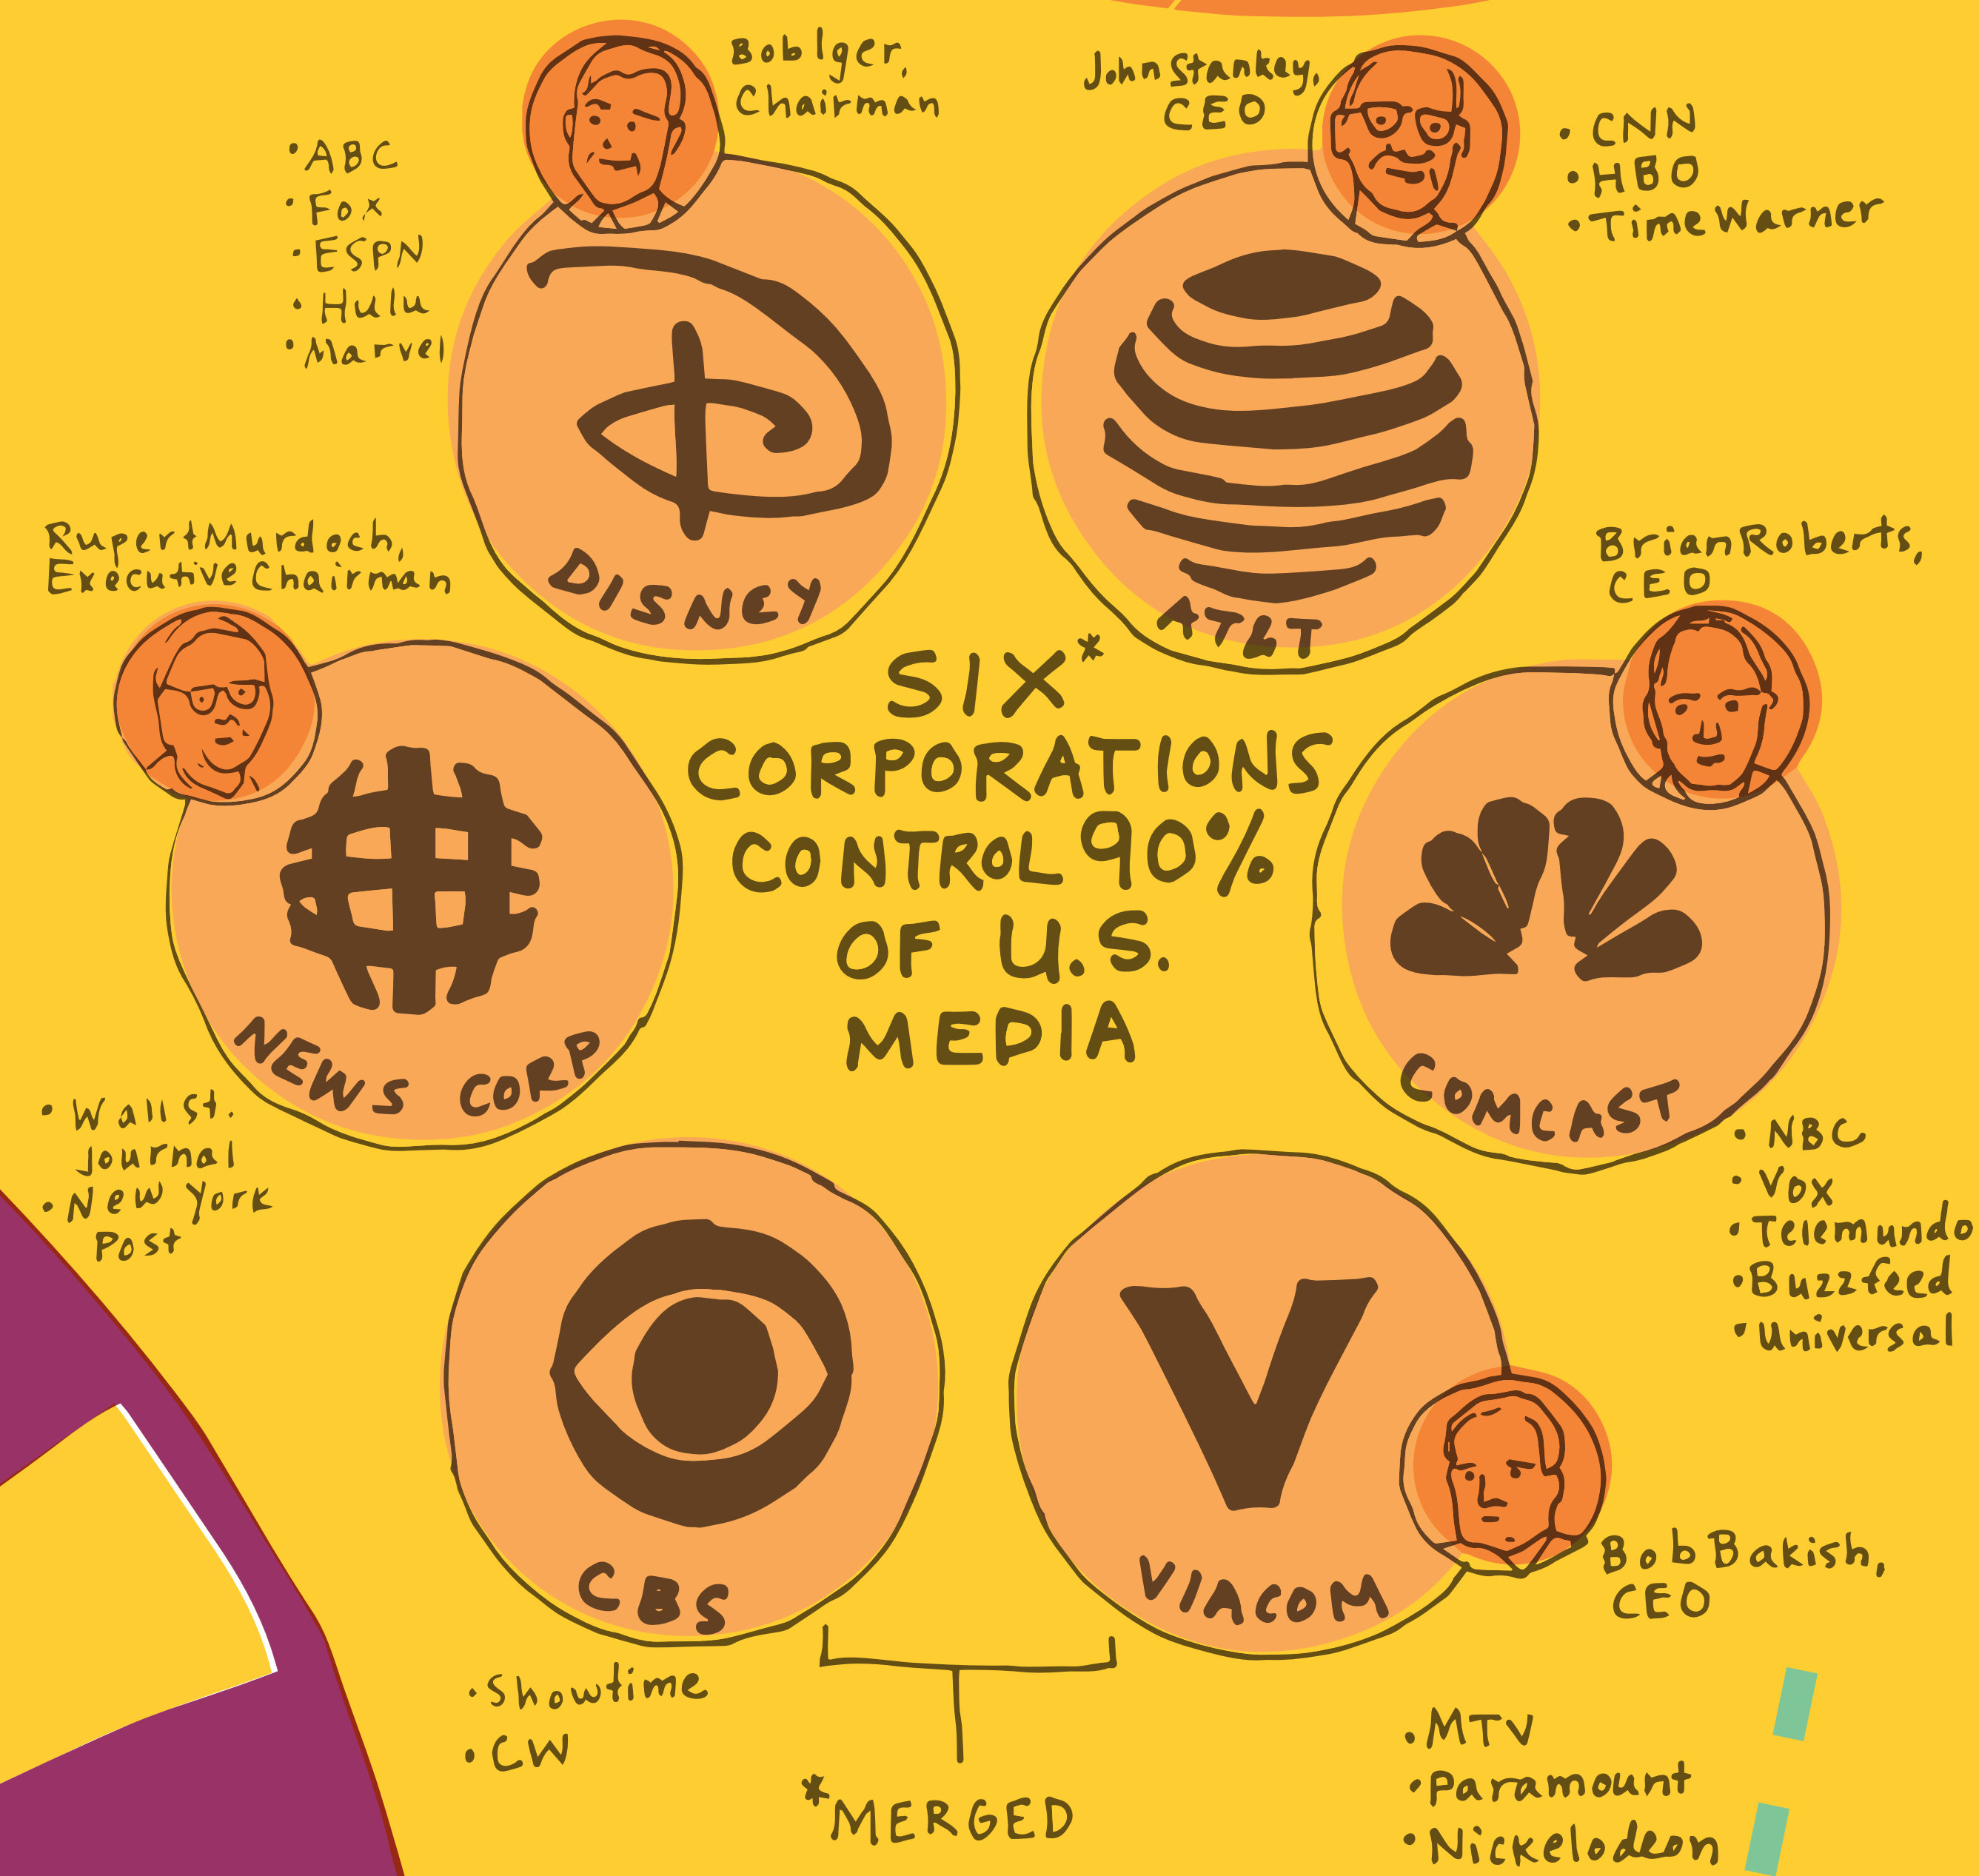 Bob Iger,
Chairman
Jhn Stankey,
CEO
• ABC
• Fox
• ESPN
• Hulu
• Marvel
• CNN
• HBO
• Time Warner
DISNEY
AT&T
Rupert Murdoch,
Executive Chairman
Brian Roberts,
CEO
SIX*
CORPORATIONS
CONTROL 90%
OF U.S.
MEDIA
NEWS CORP
COMCAST
• Wall St.
Journal
• New York
Post
• NBC
• Vox
• Telemundo
• Buzzfeed
• Universal
CBS
VIACOM
Bob Bakish,
CEO
• Showtime
• CW
*MERGED
• MTV
• Paramount
• Nickelodeon